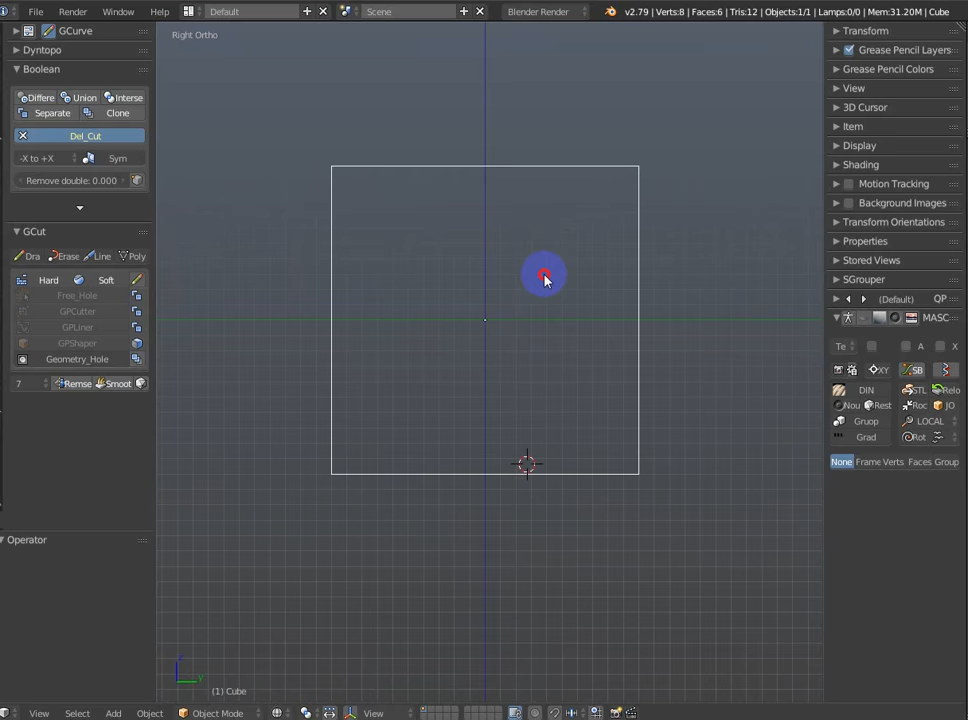 File Render Window Help Default Scene Blender Render v2.79 | Verts:8 | Faces:6 | Tris:12 | Objects:1/1 | Lamps:0/0 | Mem:31.20M | Cube
GCurve
Dyntopo
Boolean
Differe Union Interse
Separate Clone
Del_Cut
-X to +X Sym
Remove double: 0.000
GCut
Dra Erase Line Poly
Hard Soft
Free_Hole
GPCutter
GPLiner
GPShaper
Geometry_Hole
7 Remse Smoot
Operator
Right Ortho
z
y
(1) Cube
Transform
Grease Pencil Layers
Grease Pencil Colors
View
3D Cursor
Item
Display
Shading
Motion Tracking
Background Images
Transform Orientations
Properties
Stored Views
SGrouper
(Default) QP
MASC
Te A X
XY SB
DIN STL Relo
Nou Rest Roc JO
Gruop LOCAL
Grad Rot
None Frame Verts Faces Group
View Select Add Object Object Mode View